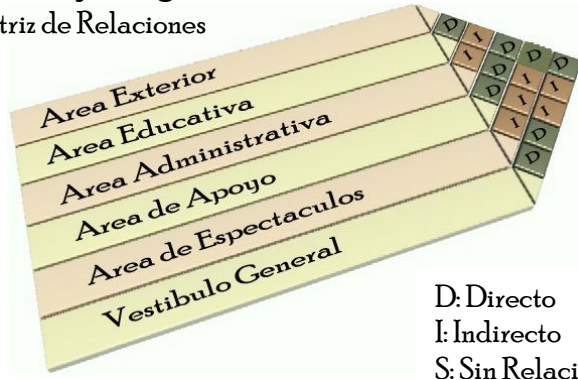 triz de Relaciones
Area Exterior
Area Educativa
Area Administrativa
Area de Apoyo
Area de Espectaculos
Vestibulo General
D I D D D
I D I I
D I I
I D
D
D: Directo
I: Indirecto
S: Sin Relaci